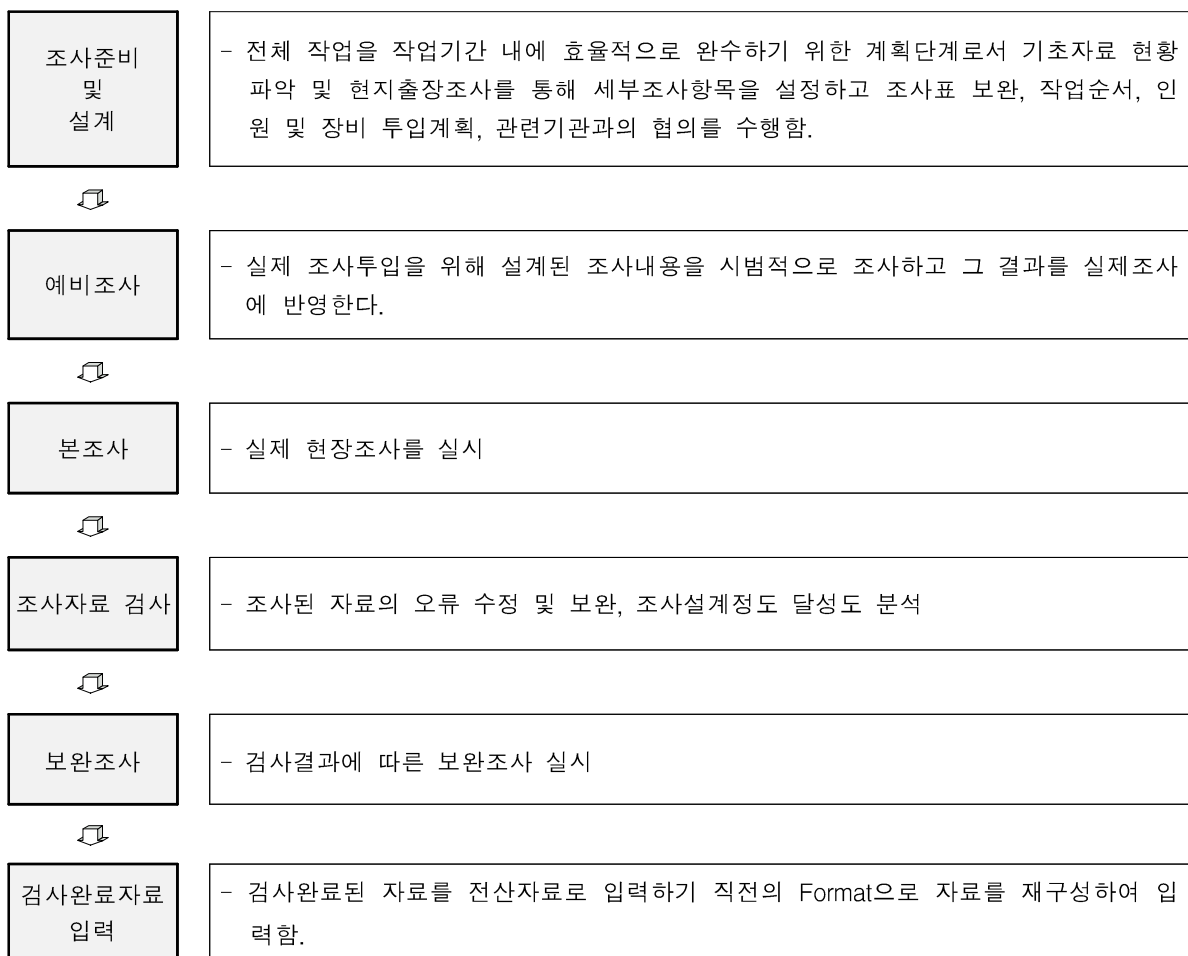 조사준비
및
설계
- 전체 작업을 작업기간 내에 효율적으로 완수하기 위한 계획단계로서 기초자료 현황
파악 및 현지출장조사를 통해 세부조사항목을 설정하고 조사표 보완, 작업순서, 인
원 및 장비 투입계획, 관련기관과의 협의를 수행함.
예비조사
- 실제 조사투입을 위해 설계된 조사내용을 시범적으로 조사하고 그 결과를 실제조사
에 반영한다.
본조사
- 실제 현장조사를 실시
조사자료 검사
- 조사된 자료의 오류 수정 및 보완, 조사설계정도 달성도 분석
보완조사
- 검사결과에 따른 보완조사 실시
검사완료자료
입력
- 검사완료된 자료를 전산자료로 입력하기 직전의 Format으로 자료를 재구성하여 입
력함.